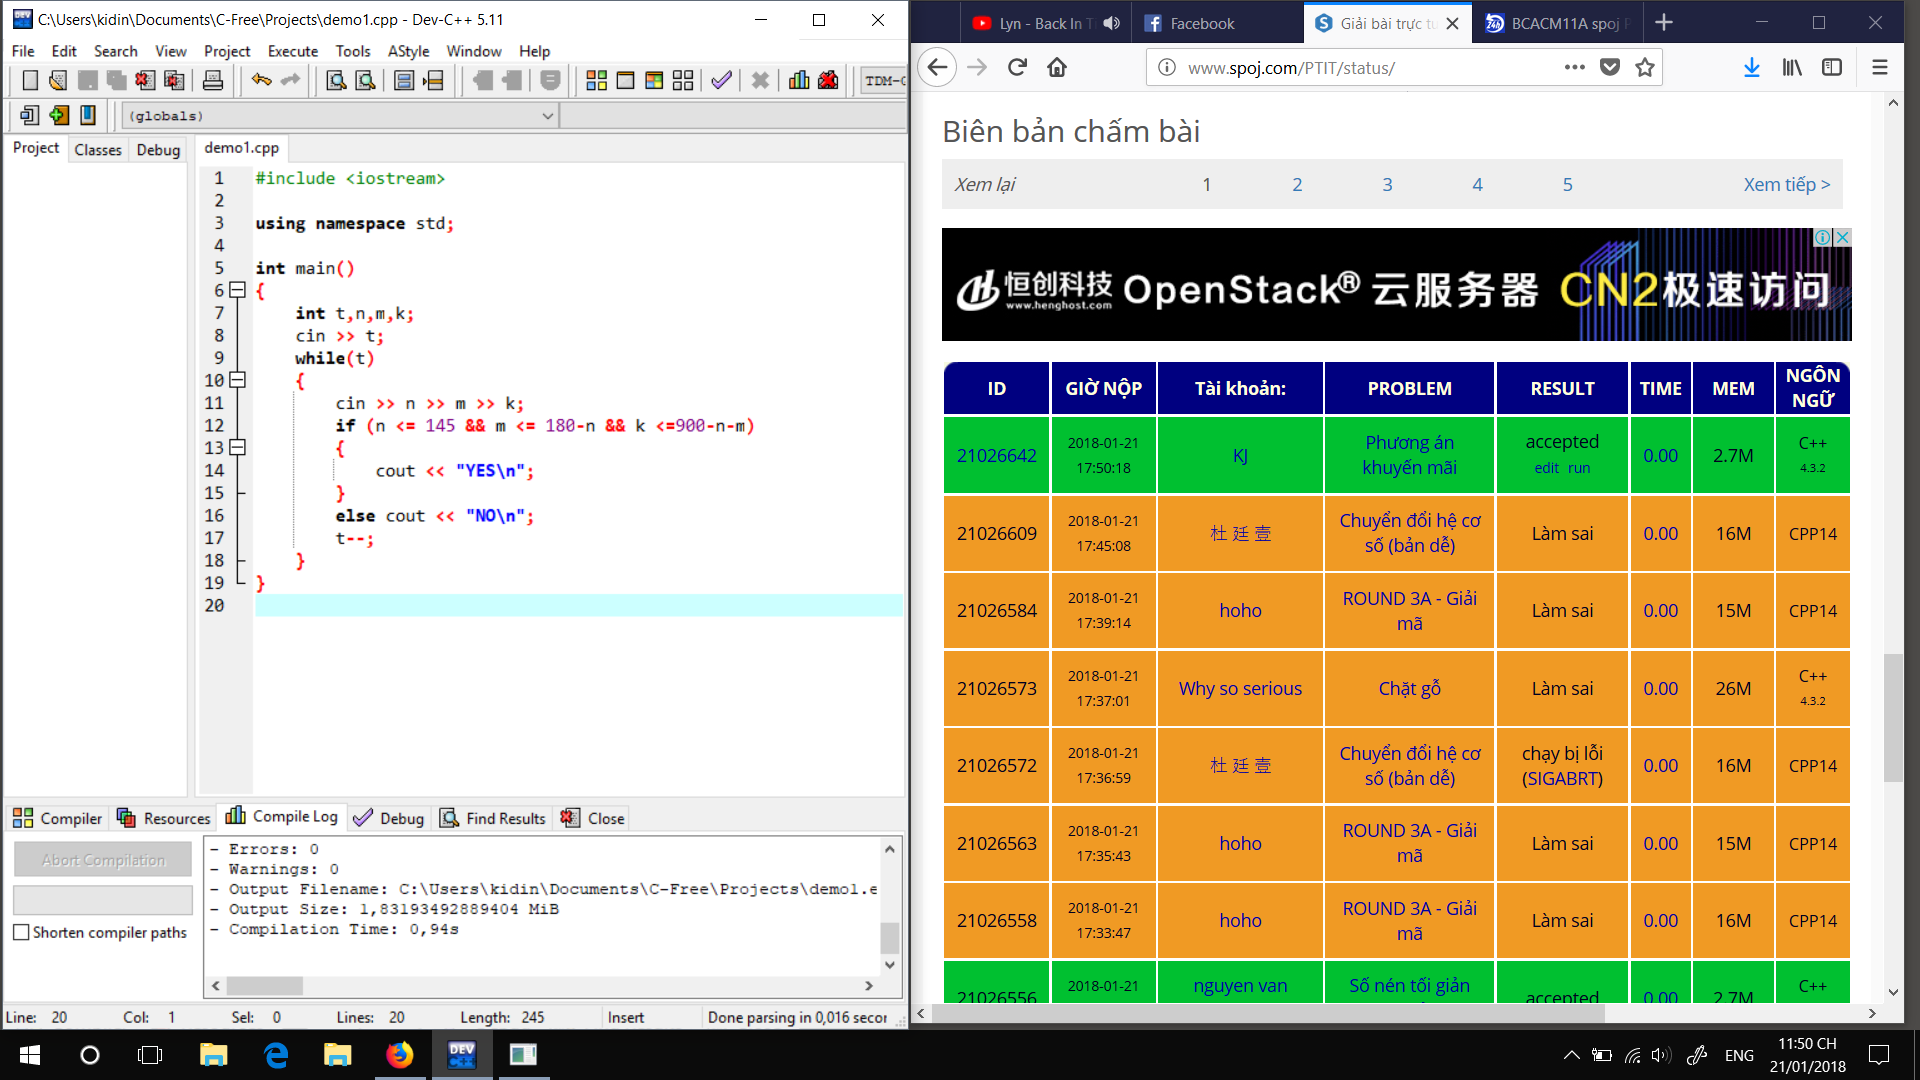 C:\Users\kidin\Documents\C-Free\Projects\demo1.cpp - Dev-C++ 5.11
File Edit Search View Project Execute Tools AStyle Window Help
(globals)
Project Classes Debug
demo1.cpp
1 #include <iostream>
2
3 using namespace std;
4
5 int main()
6 {
7 int t,n,m,k;
8 cin >> t;
9 while(t)
10 {
11 cin >> n >> m >> k;
12 if (n <= 145 && m <= 180-n && k <=900-n-m)
13 {
14 cout << "YES\n";
15 }
16 else cout << "NO\n";
17 t--;
18 }
19 }
20
Compiler Resources Compile Log Debug Find Results Close
Abort Compilation
Shorten compiler paths
- Errors: 0
- Warnings: 0
- Output Filename: C:\Users\kidin\Documents\C-Free\Projects\demo1.e
- Output Size: 1,83193492889404 MiB
- Compilation Time: 0,94s
Line: 20 Col: 1 Sel: 0 Lines: 20 Length: 245 Insert Done parsing in 0,016 secor
Lyn - Back In
Facebook
Giải bài trực
BCACM11A spoj
www.spoj.com/PTIT/status/
Biên bản chấm bài
Xem lại 1 2 3 4 5 Xem tiếp >
恒创科技 www.henghost.com OpenStack® 云服务器 CN2极速访问
ID GIỜ NỘP Tài khoản: PROBLEM RESULT TIME MEM NGÔN NGỮ
21026642 2018-01-21 17:50:18 KJ Phương án khuyến mãi accepted edit run 0.00 2.7M C++ 4.3.2
21026609 2018-01-21 17:45:08 杜 廷 壹 Chuyển đổi hệ cơ số (bản dễ) Làm sai 0.00 16M CPP14
21026584 2018-01-21 17:39:14 hoho ROUND 3A - Giải mã Làm sai 0.00 15M CPP14
21026573 2018-01-21 17:37:01 Why so serious Chặt gỗ Làm sai 0.00 26M C++ 4.3.2
21026572 2018-01-21 17:36:59 杜 廷 壹 Chuyển đổi hệ cơ số (bản dễ) chạy bị lỗi (SIGABRT) 0.00 16M CPP14
21026563 2018-01-21 17:35:43 hoho ROUND 3A - Giải mã Làm sai 0.00 15M CPP14
21026558 2018-01-21 17:33:47 hoho ROUND 3A - Giải mã Làm sai 0.00 16M CPP14
21026556 2018-01-21 nguyen van Số nén tối giản accepted 0.00 2.7M C++
ENG
11:50 CH
21/01/2018